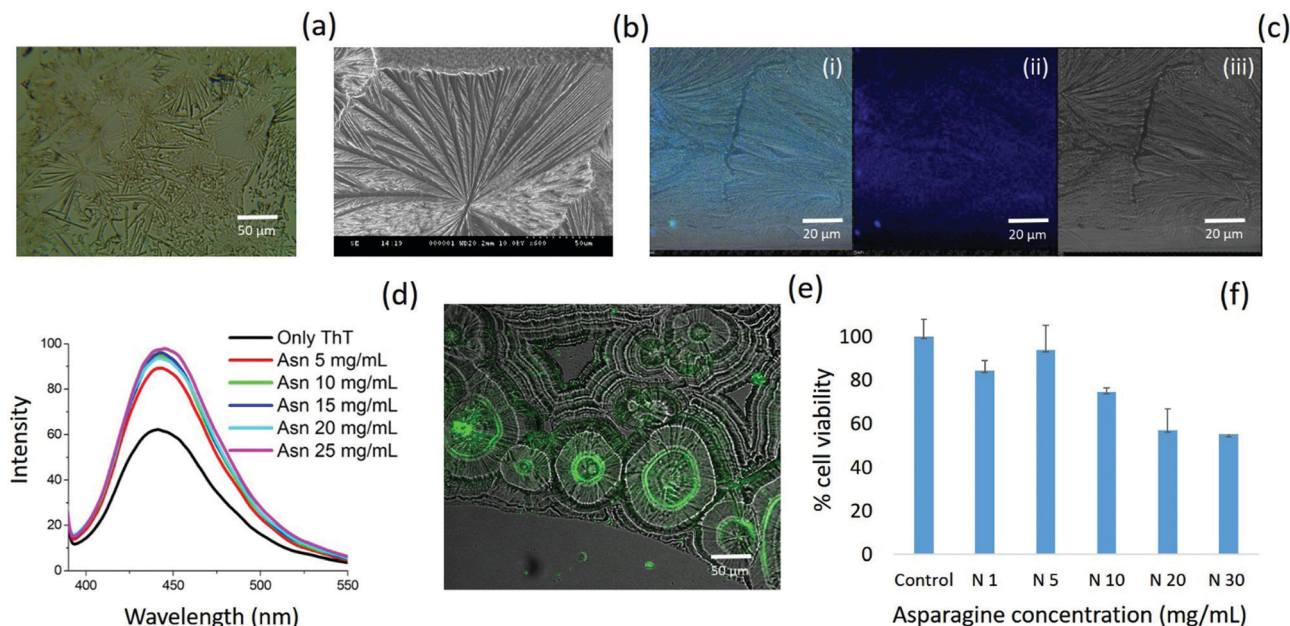 (a)
50 µm
(b)
SE 14:19 000001 WD20.2mm 10.0kV x600 50um
(c)
(i)
(ii)
(iii)
20 µm
20 µm
20 µm
(d)
Only ThT
Asn 5 mg/mL
Asn 10 mg/mL
Asn 15 mg/mL
Asn 20 mg/mL
Asn 25 mg/mL
Intensity
100
80
60
40
20
0
400 450 500 550
Wavelength (nm)
(e)
50 µm
(f)
% cell viability
100
80
60
40
20
0
Control N 1 N 5 N 10 N 20 N 30
Asparagine concentration (mg/mL)